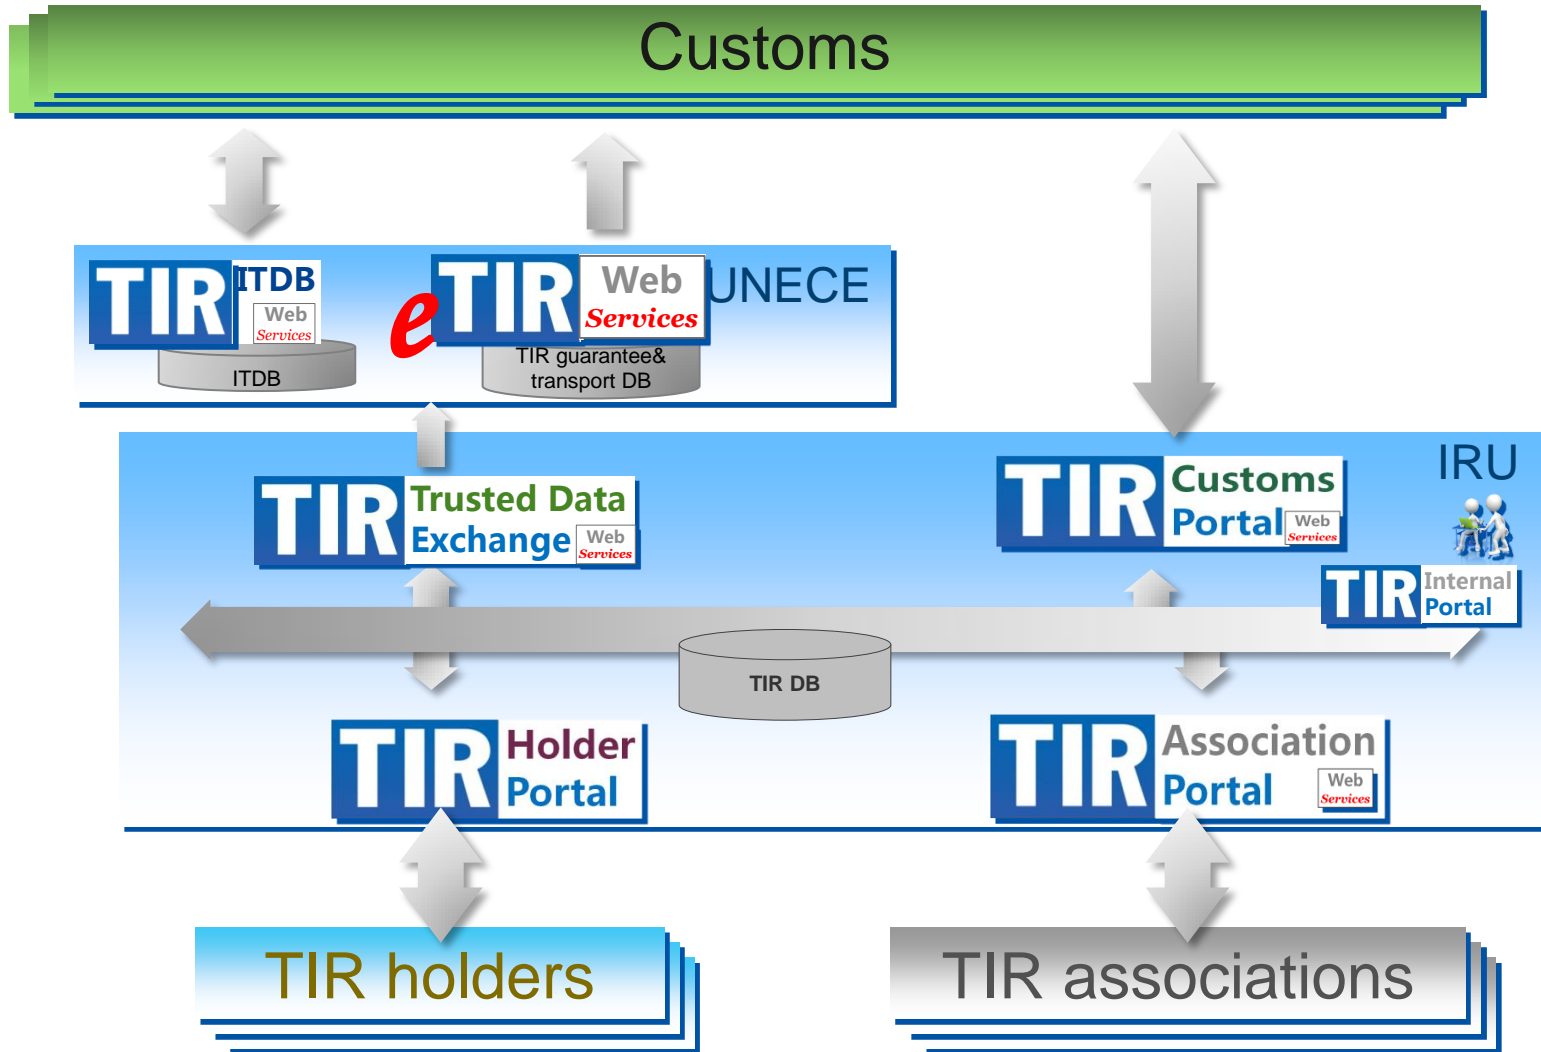 Customs
TIR ITDB
Web
Services
ITDB
eTIR Web
Services
UNECE
TIR guarantee&
transport DB
IRU
TIR Trusted Data
Exchange
Web
Services
TIR Customs
Portal
Web
Services
TIR Internal
Portal
TIR DB
TIR Holder
Portal
TIR Association
Portal
Web
Services
TIR holders
TIR associations